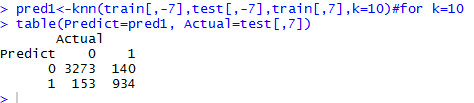 > pred1<-knn(train[,-7],test[,-7],train[,7],k=10)#for k=10
> table(Predict=pred1, Actual=test[,7])
       Actual
Predict    0    1
      0 3273  140
      1  153  934
>